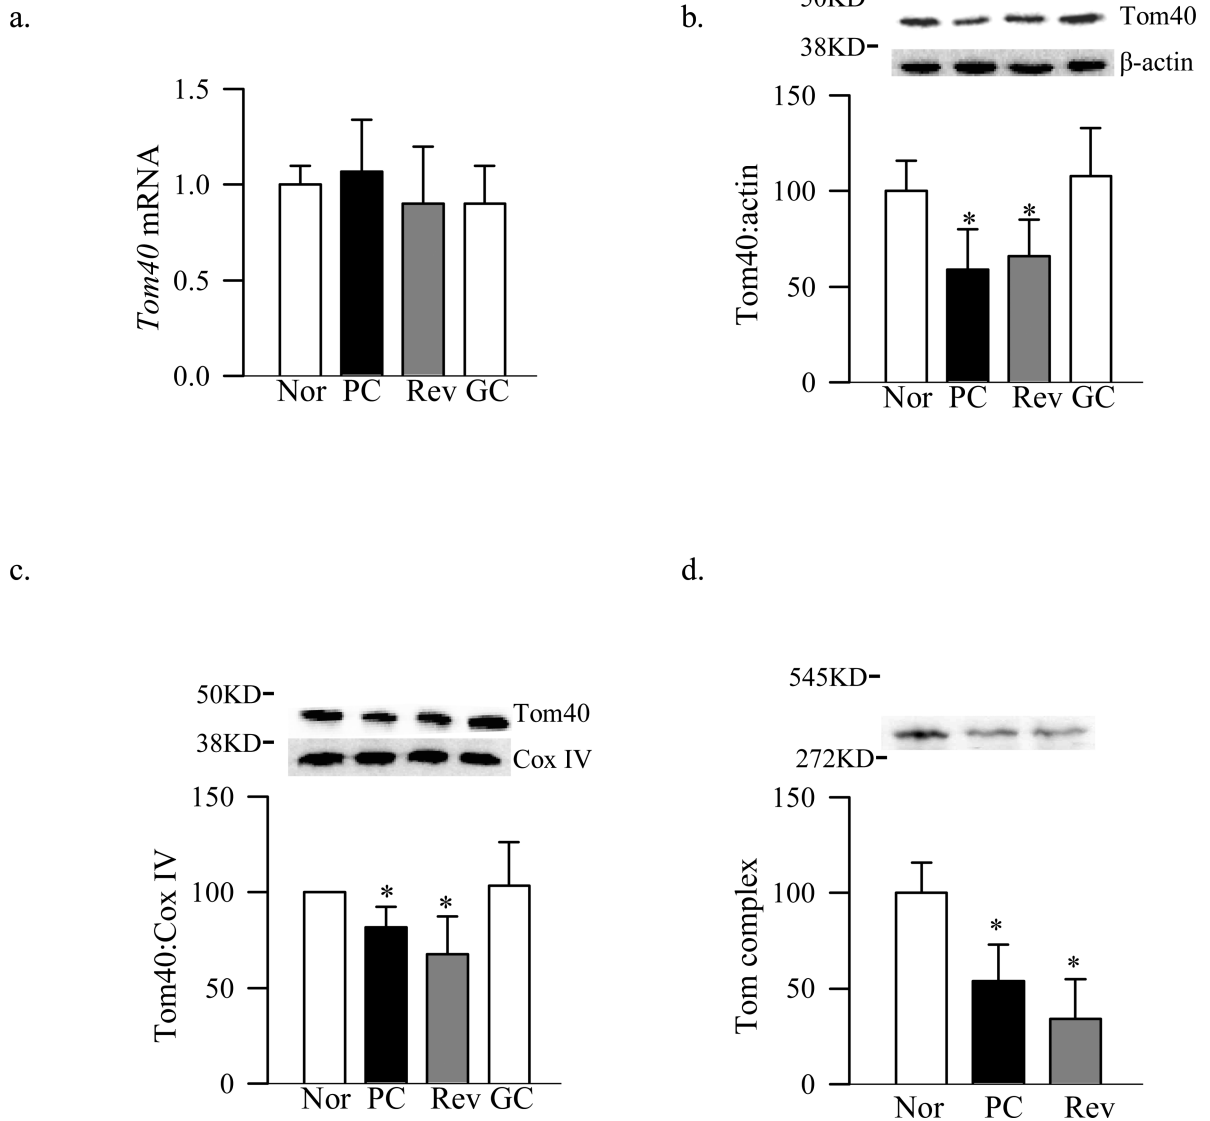 a.
1.5
1.0
0.5
0.0
Tom40 mRNA
Nor PC Rev GC
b.
50KD
Tom40
38KD-
β-actin
150
100
50
0
Tom40:actin
*
*
Nor PC Rev GC
c.
50KD-
Tom40
38KD-
Cox IV
150
100
50
0
Tom40:Cox IV
*
*
Nor PC Rev GC
d.
545KD-
272KD-
150
100
50
0
Tom complex
*
*
Nor PC Rev